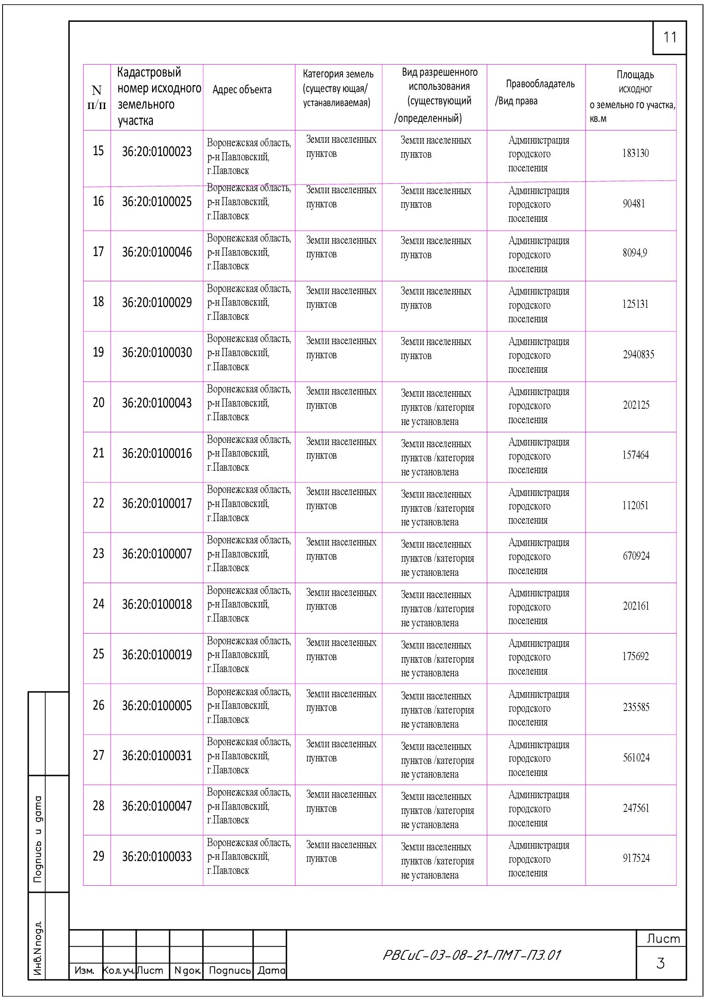 11
N
п/п
Кадастровый
номер исходного
земельного
участка
Адрес объекта
Категория земель
(существу ющая/
устанавливаемая)
Вид разрешенного
использования
(существующий
/определенный)
Правообладатель
/Вид права
Площадь
исходног
о земельно го участка,
кв.м
15
36:20:0100023
Воронежская область,
р-н Павловский,
г.Павловск
Земли населенных
пунктов
Земли населенных
пунктов
Администрация
городского
поселения
183130
16
36:20:0100025
Воронежская область,
р-н Павловский,
г.Павловск
Земли населенных
пунктов
Земли населенных
пунктов
Администрация
городского
поселения
90481
17
36:20:0100046
Воронежская область,
р-н Павловский,
г.Павловск
Земли населенных
пунктов
Земли населенных
пунктов
Администрация
городского
поселения
8094,9
18
36:20:0100029
Воронежская область,
р-н Павловский,
г.Павловск
Земли населенных
пунктов
Земли населенных
пунктов
Администрация
городского
поселения
125131
19
36:20:0100030
Воронежская область,
р-н Павловский,
г.Павловск
Земли населенных
пунктов
Земли населенных
пунктов
Администрация
городского
поселения
2940835
20
36:20:0100043
Воронежская область,
р-н Павловский,
г.Павловск
Земли населенных
пунктов
Земли населенных
пунктов /категория
не установлена
Администрация
городского
поселения
202125
21
36:20:0100016
Воронежская область,
р-н Павловский,
г.Павловск
Земли населенных
пунктов
Земли населенных
пунктов /категория
не установлена
Администрация
городского
поселения
157464
22
36:20:0100017
Воронежская область,
р-н Павловский,
г.Павловск
Земли населенных
пунктов
Земли населенных
пунктов /категория
не установлена
Администрация
городского
поселения
112051
23
36:20:0100007
Воронежская область,
р-н Павловский,
г.Павловск
Земли населенных
пунктов
Земли населенных
пунктов /категория
не установлена
Администрация
городского
поселения
670924
24
36:20:0100018
Воронежская область,
р-н Павловский,
г.Павловск
Земли населенных
пунктов
Земли населенных
пунктов /категория
не установлена
Администрация
городского
поселения
202161
25
36:20:0100019
Воронежская область,
р-н Павловский,
г.Павловск
Земли населенных
пунктов
Земли населенных
пунктов /категория
не установлена
Администрация
городского
поселения
175692
26
36:20:0100005
Воронежская область,
р-н Павловский,
г.Павловск
Земли населенных
пунктов
Земли населенных
пунктов /категория
не установлена
Администрация
городского
поселения
235585
27
36:20:0100031
Воронежская область,
р-н Павловский,
г.Павловск
Земли населенных
пунктов
Земли населенных
пунктов /категория
не установлена
Администрация
городского
поселения
561024
28
36:20:0100047
Воронежская область,
р-н Павловский,
г.Павловск
Земли населенных
пунктов
Земли населенных
пунктов /категория
не установлена
Администрация
городского
поселения
247561
29
36:20:0100033
Воронежская область,
р-н Павловский,
г.Павловск
Земли населенных
пунктов
Земли населенных
пунктов /категория
не установлена
Администрация
городского
поселения
917524
Подпись и дата
Инв.N подл.
Изм.
Кол.уч.
Лист
N док.
Подпись
Дата
РВСиС-03-08-21-ПМТ-ПЗ.01
Лист
3